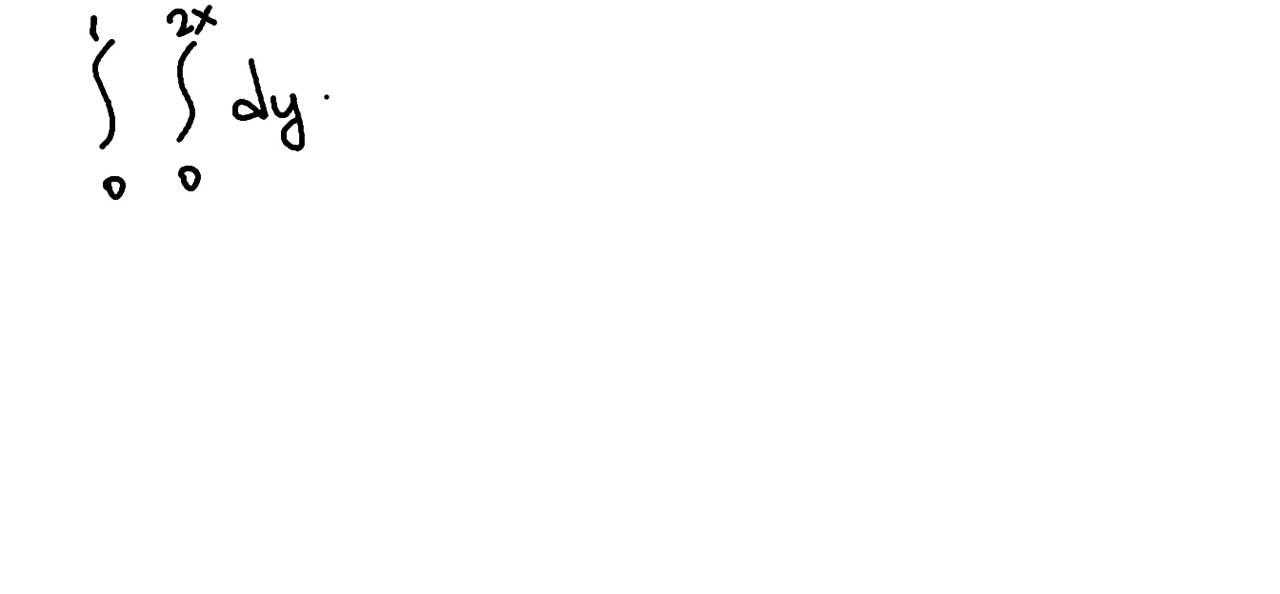 ∫₀¹ ∫₀²ˣ dy .